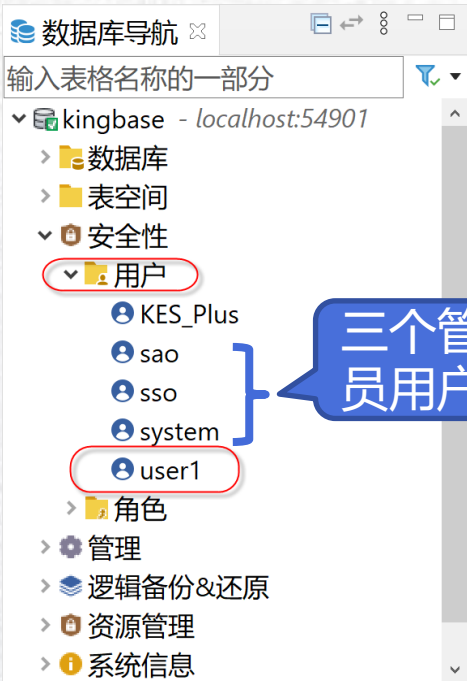 数据库导航
输入表格名称的一部分
kingbase - localhost:54901
数据库
表空间
安全性
用户
KES_Plus
sao
三个管
sso
员用户
system
user1
角色
管理
逻辑备份&还原
资源管理
系统信息